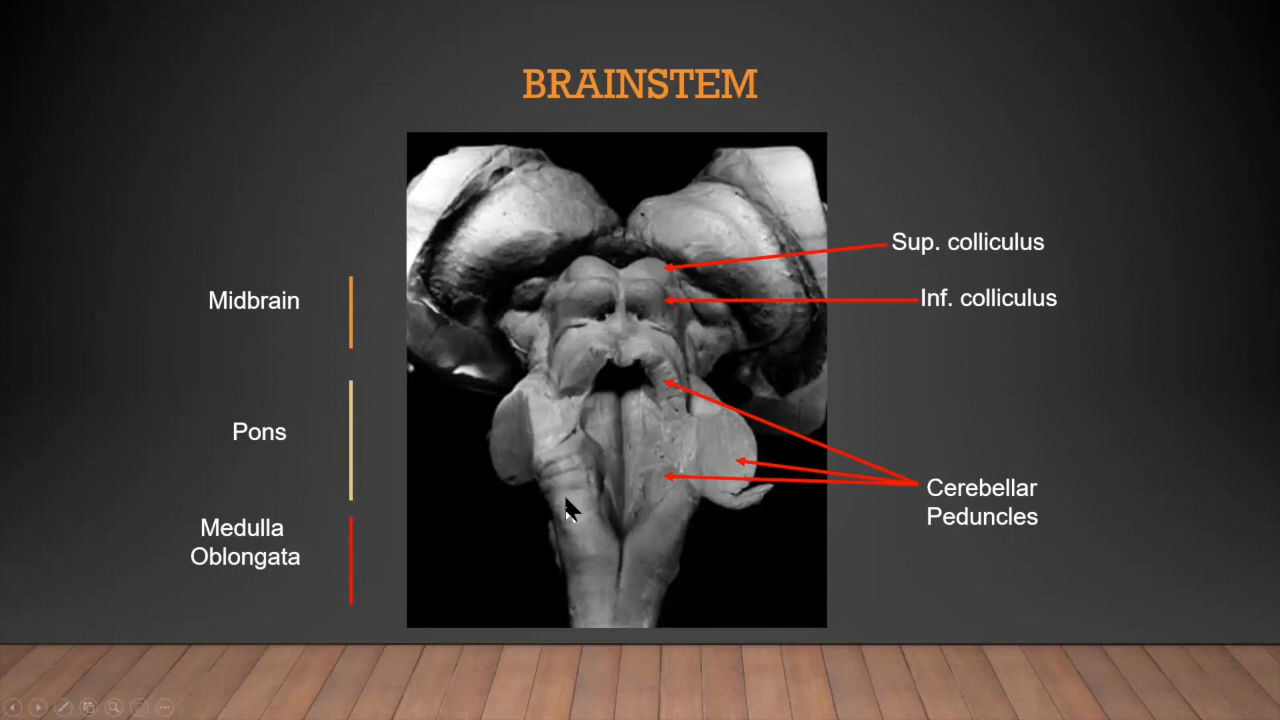 BRAINSTEM
Sup. colliculus
Inf. colliculus
Midbrain
Pons
Cerebellar
Peduncles
Medulla
Oblongata